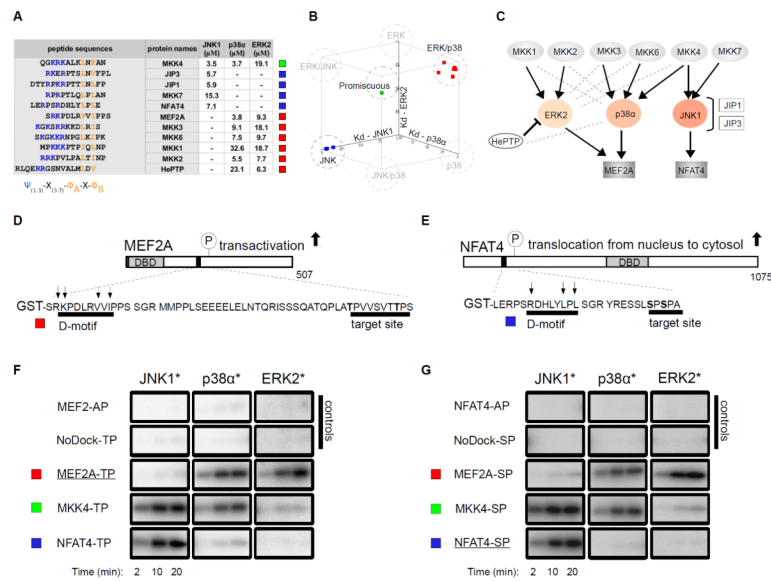 A
peptide sequences protein names JNK1 (μM) p38α (μM) ERK2 (μM)
QGKRKALKLNFAN MKK4 3.5 3.7 19.1
RKERPTSLNVFPL JIP3 5.7 - -
DTYRPKRPTTLNLF JIP1 5.9 - -
MKK7 15.3 - -
LERPSRDHLYLPLE NFAT4 7.1 - -
SRKPDLRVVIPPS MEF2A - 3.8 9.3
MKK3 - 9.1 18.1
MKK6 - 7.5 9.7
MPKKKPTPIQLNP MKK1 - 32.6 18.7
MKK2 - 5.5 7.7
RLQERRGSNVALMLDV HePTP - 23.1 6.3
Ψ(1-3)-X(3-7)-ΦA-X-ΦB
B
ERK
ERK/JNK
ERK/p38
Promiscuous
Kd - ERK2
Kd - JNK1
Kd - p38α
JNK
p38
JNK/p38
C
MKK1 MKK2 MKK3 MKK6 MKK4 MKK7
ERK2 p38α JNK1 JIP1
JIP3
HePTP
MEF2A NFAT4
D
MEF2A P transactivation
DBD
507
GST-SRKPDLRVVIPPS SSGR MMPPLSEEEELELNTQRISSSQATQPLATPVVSVTTPS
D-motif target site
E
NFAT4 P translocation from nucleus to cytosol
DBD
1075
GST-LERPSRDHLYLPL SGR YRESSLSPSPA
D-motif target site
F
JNK1* p38α* ERK2*
MEF2-AP
NoDock-TP
controls
MEF2A-TP
MKK4-TP
NFAT4-TP
Time (min): 2 10 20
G
JNK1* p38α* ERK2*
NFAT4-AP
NoDock-SP
controls
MEF2A-SP
MKK4-SP
NFAT4-SP
Time (min): 2 10 20